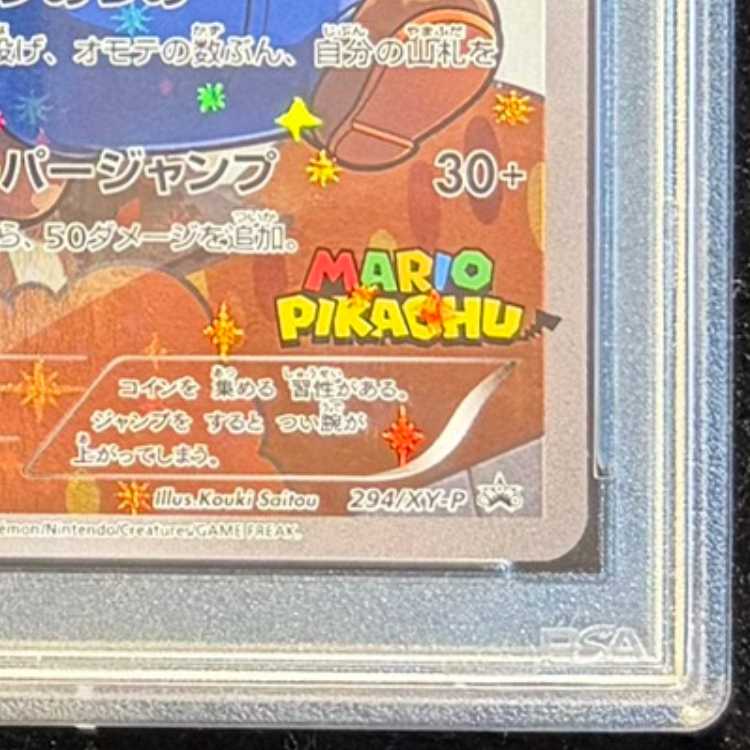 げ、オモテの数ぶん、自分の山札を
パージャンプ 30+
ら、50ダメージを追加。
MARIO
PIKACHU
コインを 集める 習性がある。
ジャンプを すると つい腕が
上がってしまう。
Illus.Kouki Saitou 294/XY-P
émon/Nintendo/Creatures/GAME FREAK.
PSA